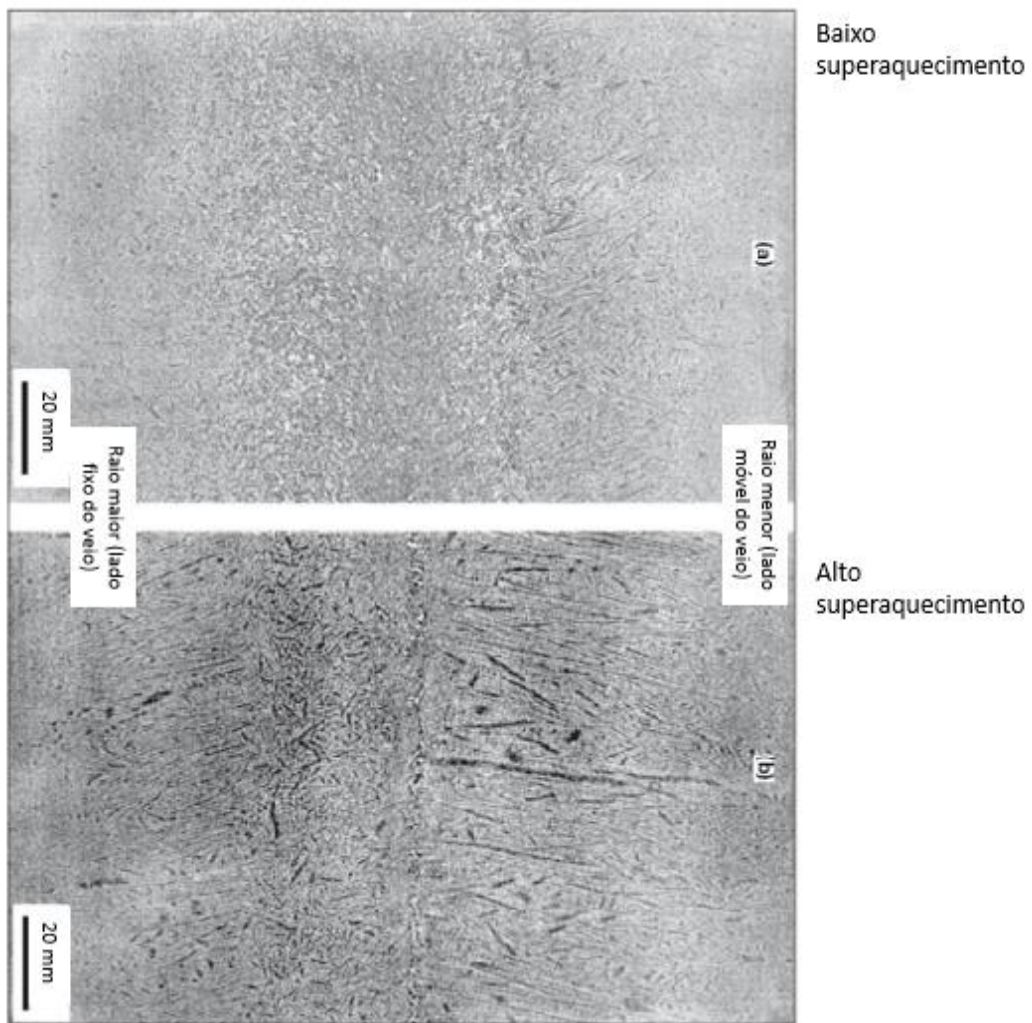 Baixo
superaquecimento
(a)
20 mm
Raio maior (lado
fixo do veio)
Raio menor (lado
móvel do veio)
Alto
superaquecimento
(b)
20 mm